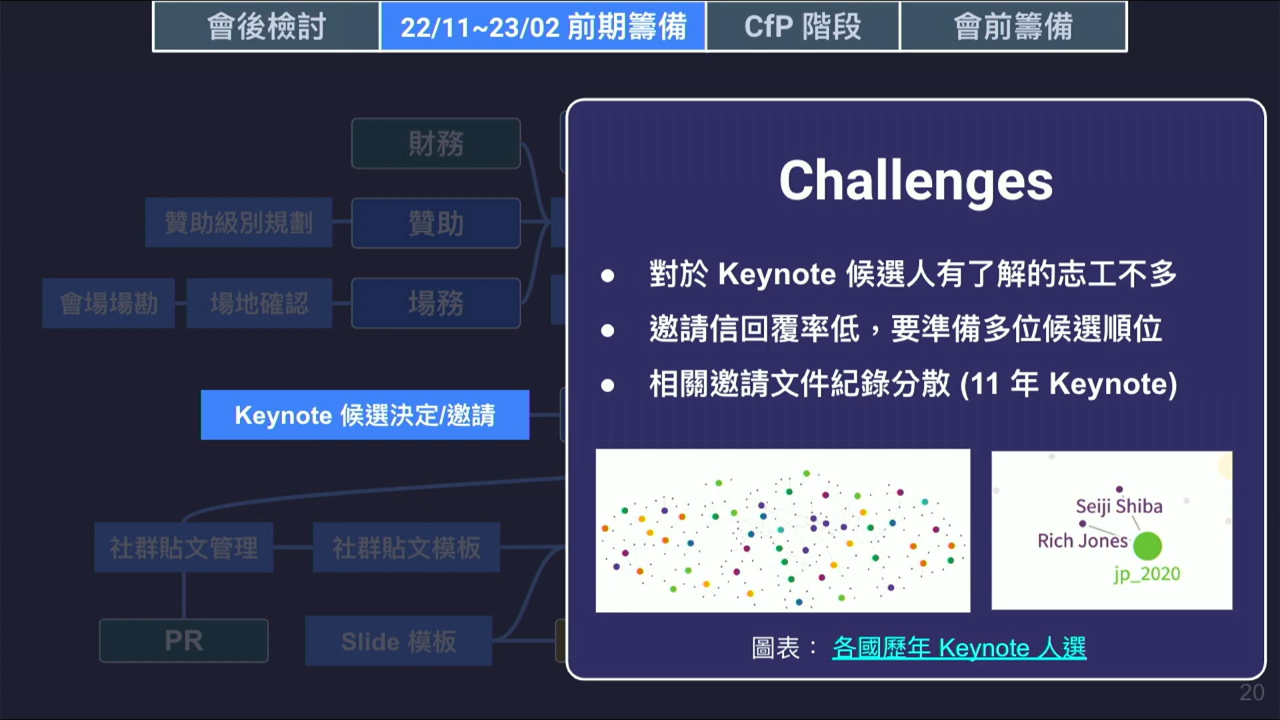 會後檢討
22/11~23/02 前期籌備
CfP 階段
會前籌備
財務
贊助級別規劃
贊助
會場場勘
場地確認
場務
Keynote 候選決定/邀請
社群貼文管理
社群貼文模板
PR
Slide 模板
Challenges
● 對於 Keynote 候選人有了解的志工不多
● 邀請信回覆率低，要準備多位候選順位
● 相關邀請文件紀錄分散 (11 年 Keynote)
Seiji Shiba
Rich Jones
jp_2020
圖表： 各國歷年 Keynote 人選
20